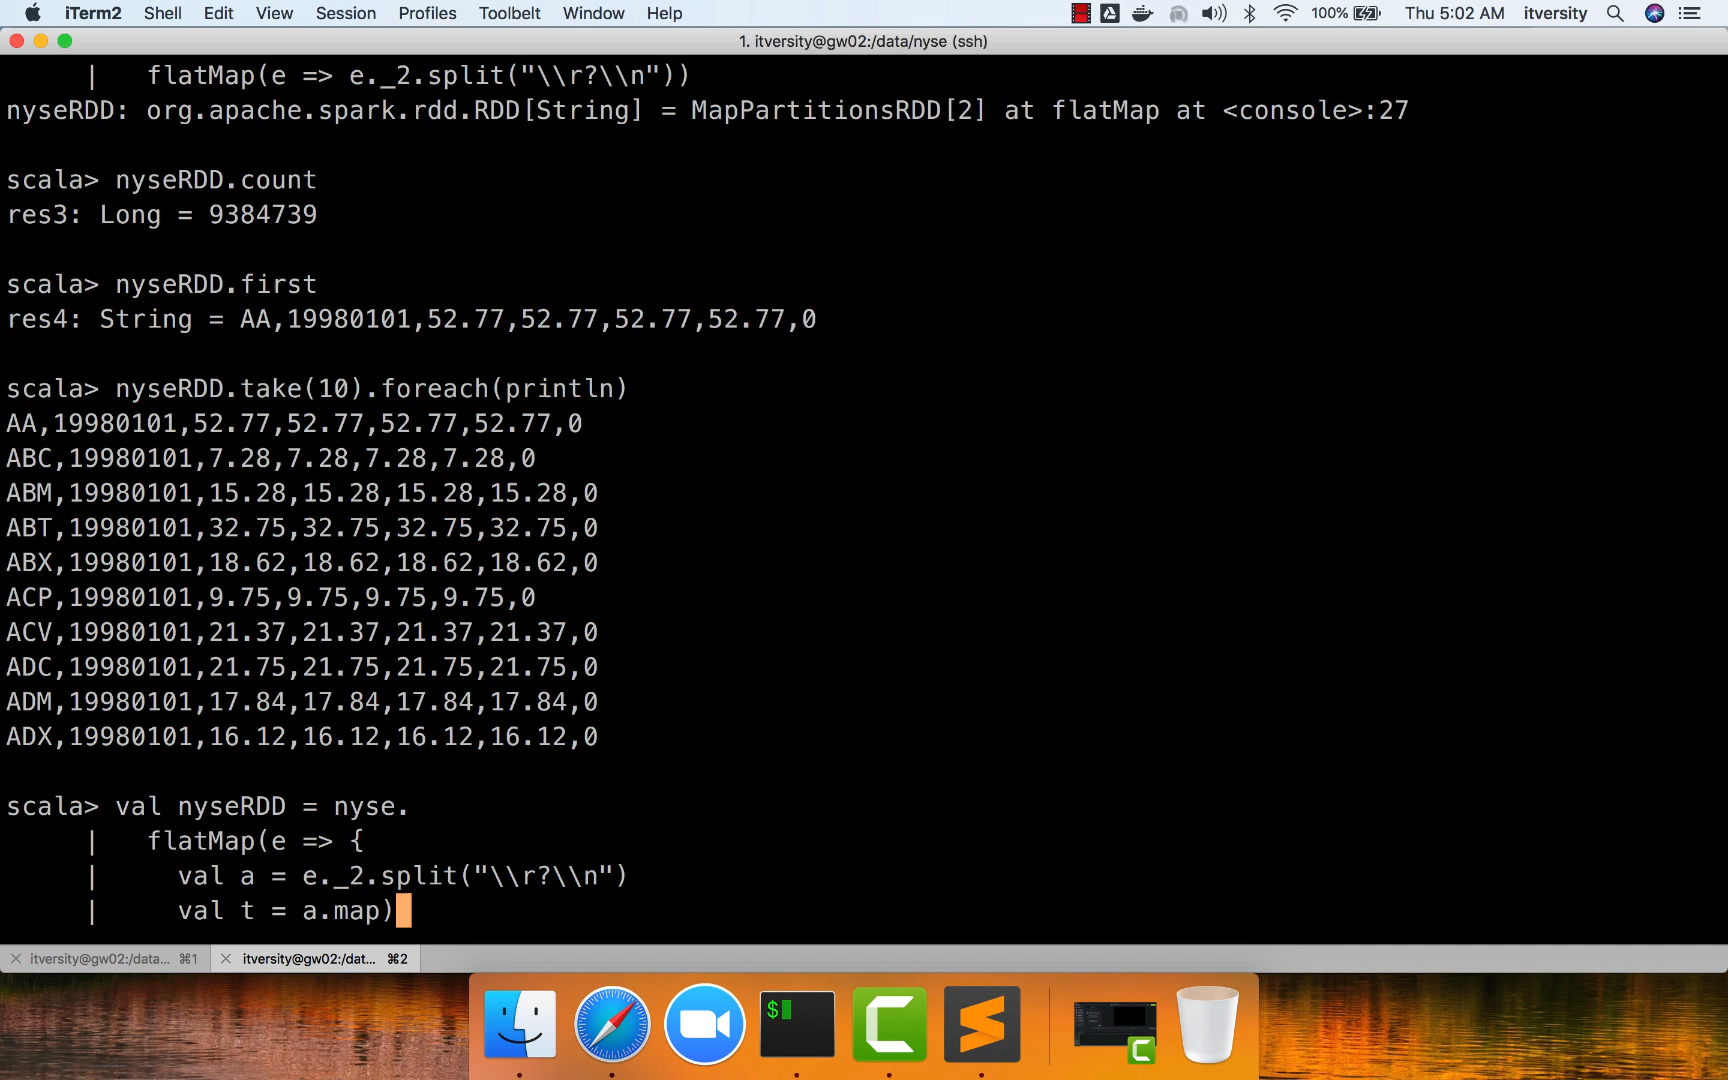 iTerm2 Shell Edit View Session Profiles Toolbelt Window Help 100% Thu 5:02 AM itversity
1. itversity@gw02:/data/nyse (ssh)
| flatMap(e => e._2.split("\\r?\\n"))
nyseRDD: org.apache.spark.rdd.RDD[String] = MapPartitionsRDD[2] at flatMap at <console>:27
scala> nyseRDD.count
res3: Long = 9384739
scala> nyseRDD.first
res4: String = AA,19980101,52.77,52.77,52.77,52.77,0
scala> nyseRDD.take(10).foreach(println)
AA,19980101,52.77,52.77,52.77,52.77,0
ABC,19980101,7.28,7.28,7.28,7.28,0
ABM,19980101,15.28,15.28,15.28,15.28,0
ABT,19980101,32.75,32.75,32.75,32.75,0
ABX,19980101,18.62,18.62,18.62,18.62,0
ACP,19980101,9.75,9.75,9.75,9.75,0
ACV,19980101,21.37,21.37,21.37,21.37,0
ADC,19980101,21.75,21.75,21.75,21.75,0
ADM,19980101,17.84,17.84,17.84,17.84,0
ADX,19980101,16.12,16.12,16.12,16.12,0
scala> val nyseRDD = nyse.
| flatMap(e => {
| val a = e._2.split("\\r?\\n")
| val t = a.map)
itversity@gw02:/data... ⌘1 itversity@gw02:/dat... ⌘2
$